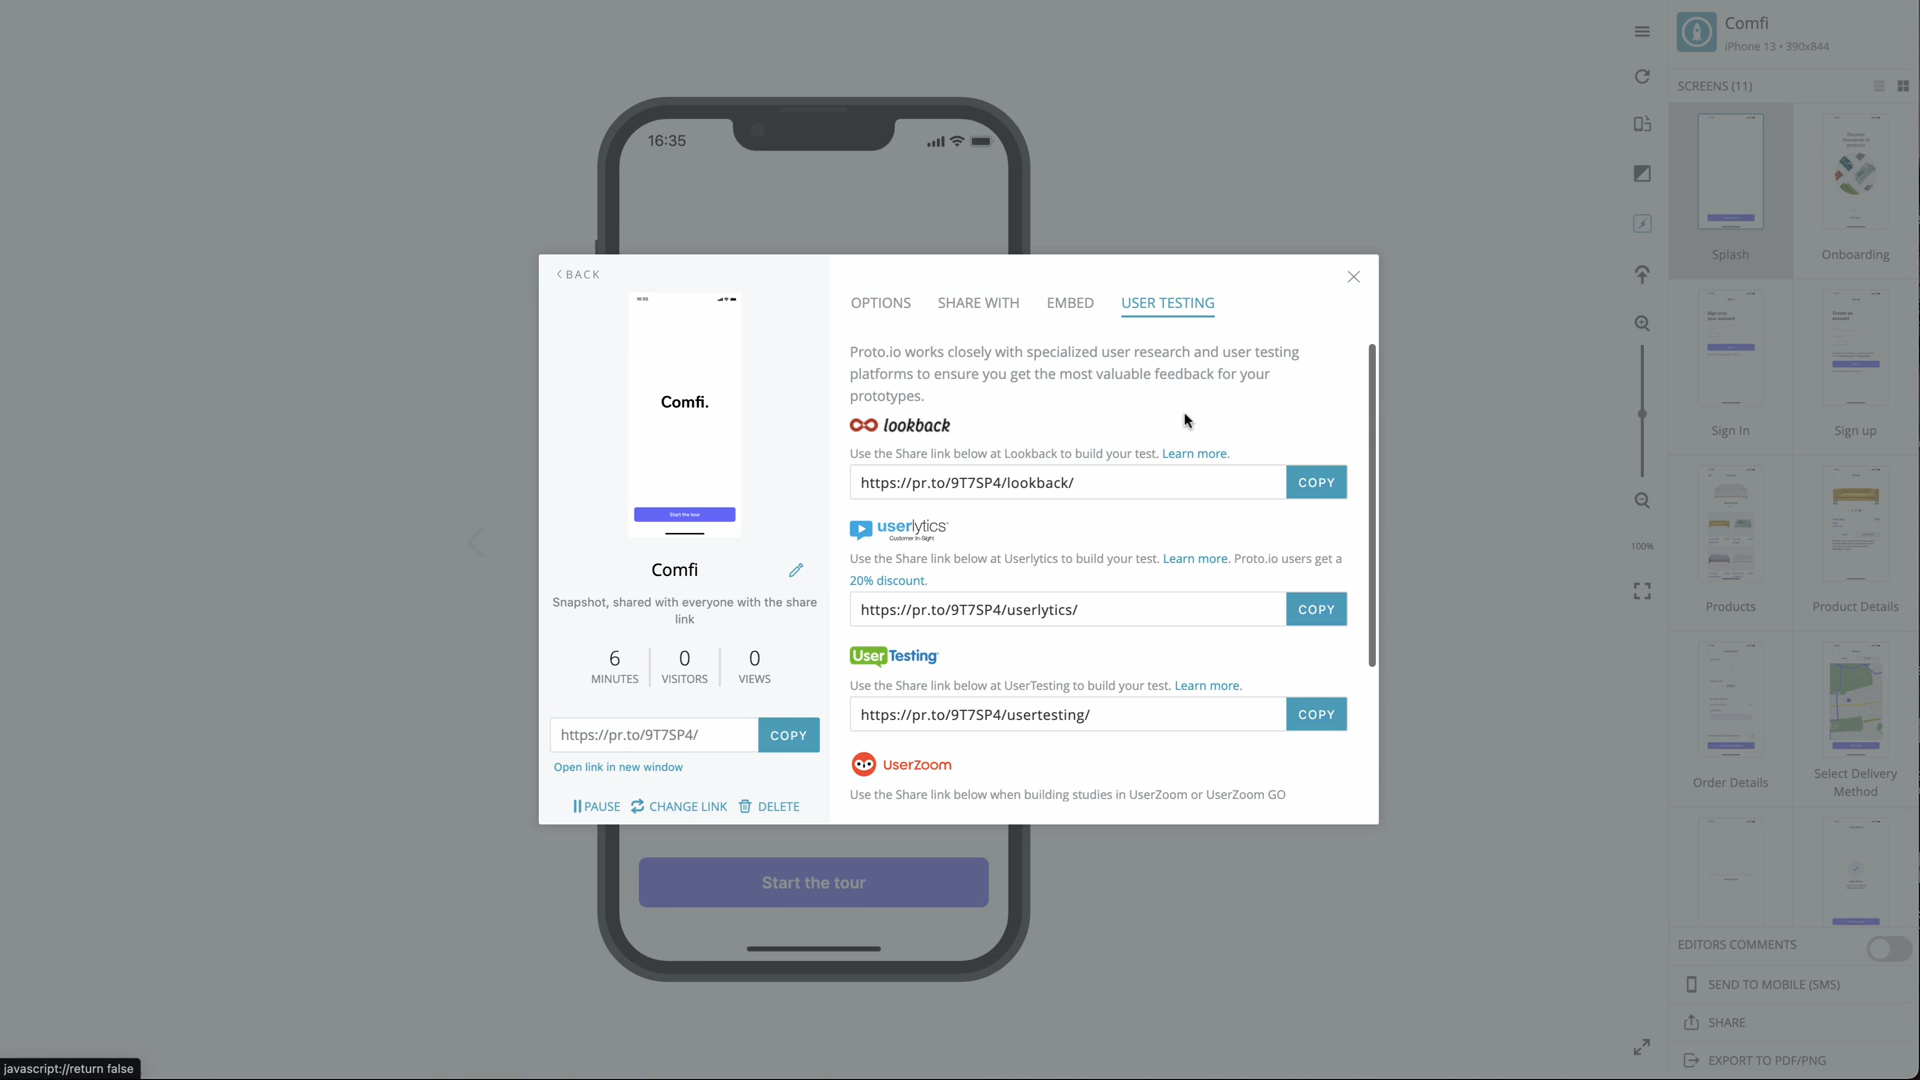 Comfi
iPhone 13 • 390x844
SCREENS (11)
16:35
Splash
Onboarding
Sign In
Sign up
Products
Product Details
Order Details
Select Delivery
Method
100%
BACK
Comfi.
Start the tour
Comfi
Snapshot, shared with everyone with the share
link
6
MINUTES
0
VISITORS
0
VIEWS
https://pr.to/9T7SP4/
COPY
Open link in new window
PAUSE
CHANGE LINK
DELETE
OPTIONS
SHARE WITH
EMBED
USER TESTING
Proto.io works closely with specialized user research and user testing
platforms to ensure you get the most valuable feedback for your
prototypes.
lookback
Use the Share link below at Lookback to build your test. Learn more.
https://pr.to/9T7SP4/lookback/
COPY
userlytics
Customer In-Sight
Use the Share link below at Userlytics to build your test. Learn more. Proto.io users get a
20% discount.
https://pr.to/9T7SP4/userlytics/
COPY
UserTesting
Use the Share link below at UserTesting to build your test. Learn more.
https://pr.to/9T7SP4/usertesting/
COPY
UserZoom
Use the Share link below when building studies in UserZoom or UserZoom GO
Start the tour
EDITORS COMMENTS
SEND TO MOBILE (SMS)
SHARE
EXPORT TO PDF/PNG
javascript://return false